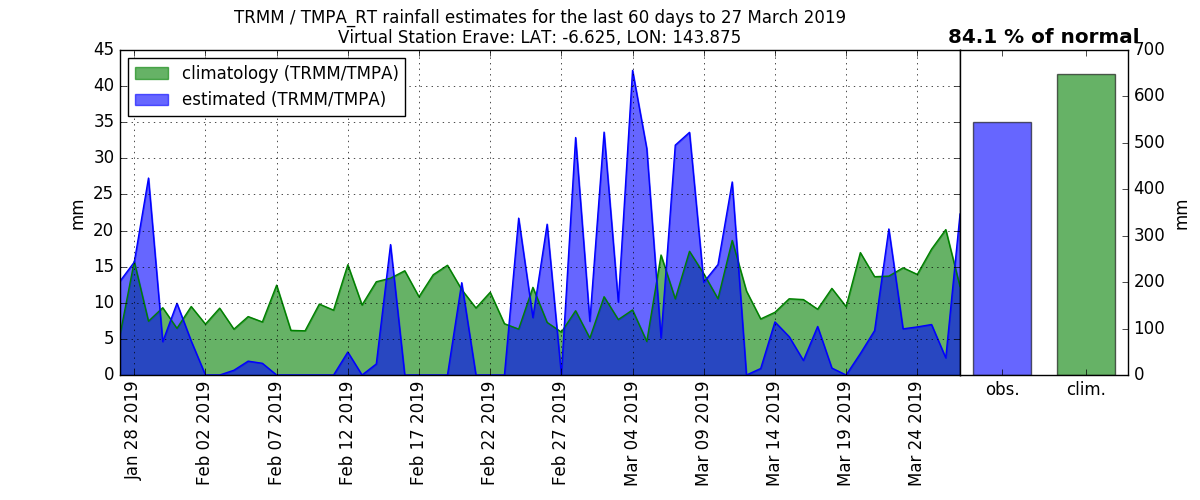 TRMM / TMPA_RT rainfall estimates for the last 60 days to 27 March 2019
Virtual Station Erave: LAT: -6.625, LON: 143.875
84.1 % of normal
climatology (TRMM/TMPA)
estimated (TRMM/TMPA)
mm
45
40
35
30
25
20
15
10
5
0
Jan 28 2019
Feb 02 2019
Feb 07 2019
Feb 12 2019
Feb 17 2019
Feb 22 2019
Feb 27 2019
Mar 04 2019
Mar 09 2019
Mar 14 2019
Mar 19 2019
Mar 24 2019
obs.
clim.
700
600
500
400
300
200
100
0
mm